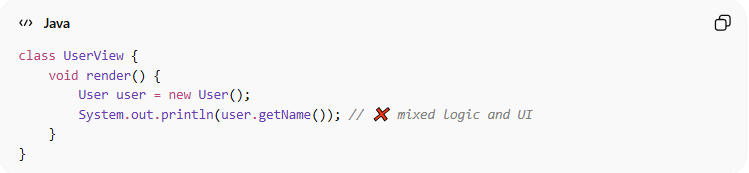 Java
class UserView {
    void render() {
        User user = new User();
        System.out.println(user.getName()); // ❌ mixed logic and UI
    }
}